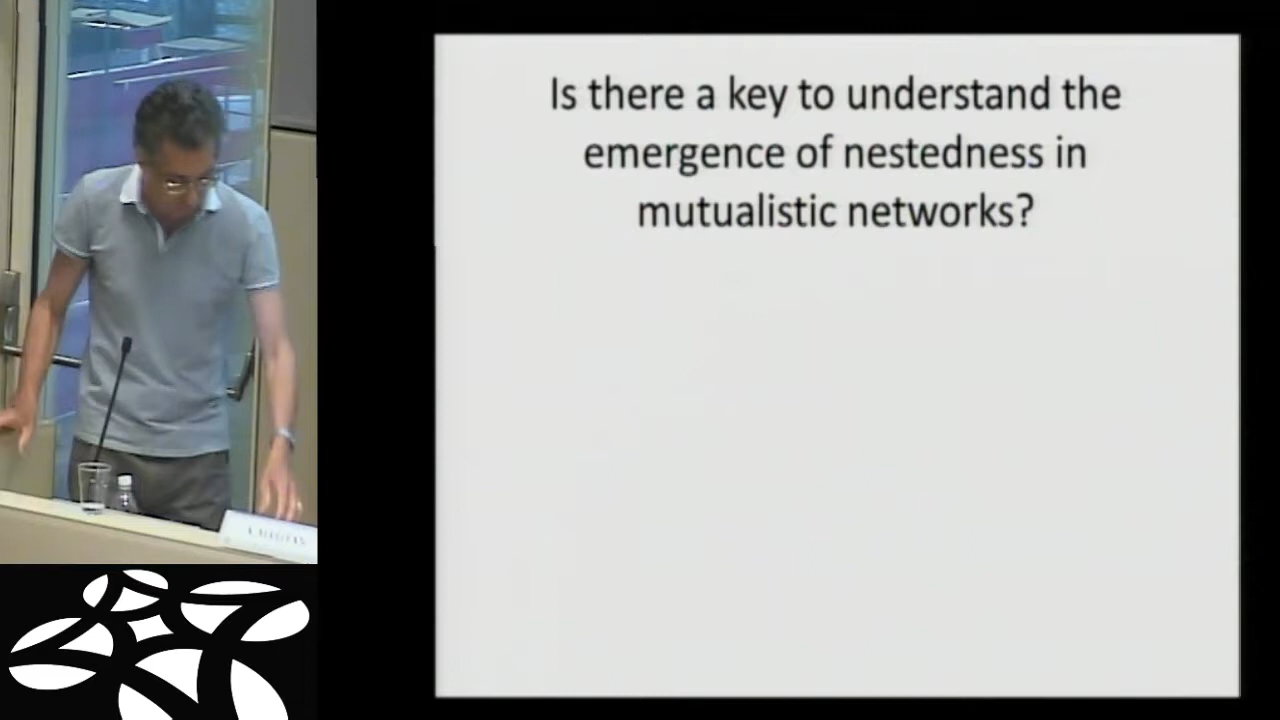 Is there a key to understand the
emergence of nestedness in
mutualistic networks?